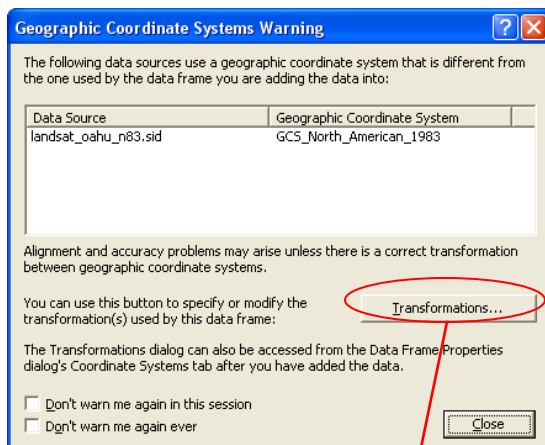 Geographic Coordinate Systems Warning
The following data sources use a geographic coordinate system that is different from
the one used by the data frame you are adding the data into:
Data Source Geographic Coordinate System
landsat_oahu_n83.sid GCS_North_American_1983
Alignment and accuracy problems may arise unless there is a correct transformation
between geographic coordinate systems.
You can use this button to specify or modify the
transformation(s) used by this data frame:
Transformations...
The Transformations dialog can also be accessed from the Data Frame Properties
dialog's Coordinate Systems tab after you have added the data.
Don't warn me again in this session
Don't warn me again ever
Close